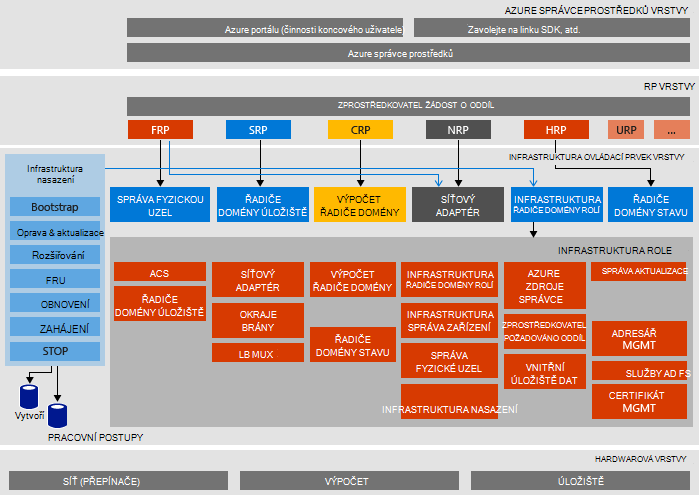 AZURE SPRÁVCE PROSTŘEDKŮ VRSTVY
Azure portálu (činnosti koncového uživatele)
Zavolejte na linku SDK, atd.
Azure správce prostředků
RP VRSTVY
ZPROSTŘEDKOVATEL ŽÁDOST O ODDÍL
FRP
SRP
CRP
NRP
HRP
URP
...
INFRASTRUKTURA OVLÁDACÍ PRVEK VRSTVY
Infrastruktura
nasazení
Bootstrap
Oprava & aktualizace
Rozšiřování
FRU
OBNOVENÍ
ZAHÁJENÍ
STOP
Vytvoří
PRACOVNÍ POSTUPY
SPRÁVA FYZICKOU
UZEL
ŘADIČE
DOMÉNY ÚLOŽIŠTĚ
VÝPOČET
ŘADIČE DOMÉNY
SÍŤOVÝ
ADAPTÉR
INFRASTRUKTURA
ŘADIČE DOMÉNY ROLÍ
ŘADIČE
DOMÉNY STAVU
INFRASTRUKTURA ROLE
ACS
ŘADIČE
DOMÉNY ÚLOŽIŠTĚ
SÍŤOVÝ
ADAPTÉR
OKRAJE
BRÁNY
LB MUX
VÝPOČET
ŘADIČE DOMÉNY
ŘADIČE
DOMÉNY STAVU
INFRASTRUKTURA
ŘADIČE DOMÉNY ROLÍ
INFRASTRUKTURA
SPRÁVA ZAŘÍZENÍ
SPRÁVA
FYZICKÉ UZEL
INFRASTRUKTURA NASAZENÍ
AZURE
ZDROJE
SPRÁVCE
ZPROSTŘEDKOVATEL
POŽADOVÁNO ODDÍL
VNITŘNÍ
ÚLOŽIŠTĚ DAT
SPRÁVA AKTUALIZACE
ADRESÁŘ
MGMT
SLUŽBY AD FS
CERTIFIKÁT
MGMT
HARDWAROVÁ VRSTVY
SÍŤ (PŘEPÍNAČE)
VÝPOČET
ÚLOŽIŠTĚ